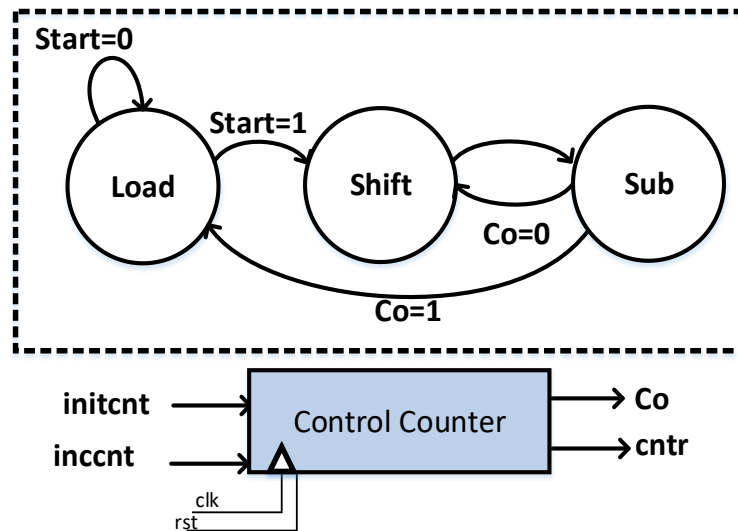 Start=0
Start=1
Load
Shift
Sub
Co=0
Co=1
initcnt
Control Counter
Co
inccnt
cntr
clk
rst